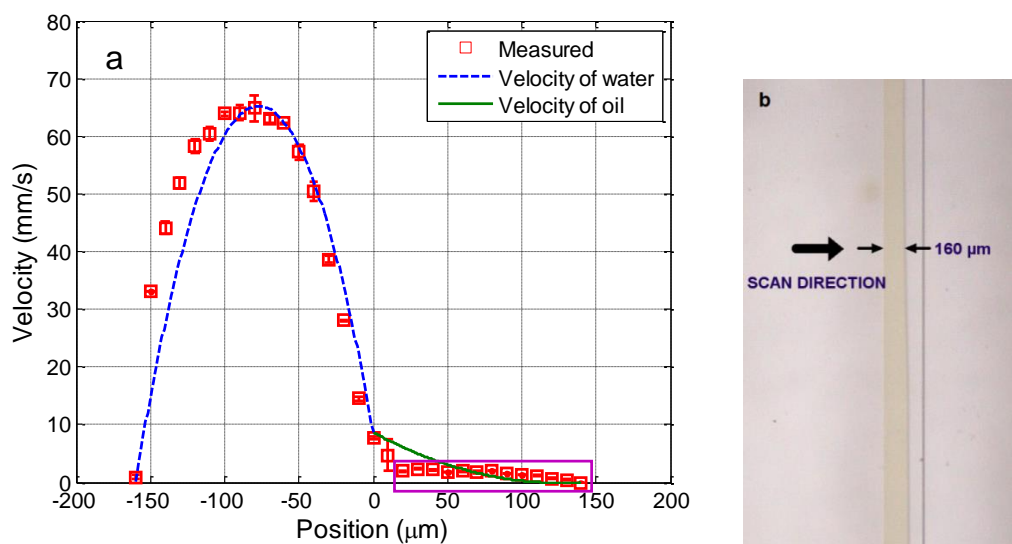 a
Measured
Velocity of water
Velocity of oil
Velocity (mm/s)
80
70
60
50
40
30
20
10
0
-200 -150 -100 -50 0 50 100 150 200
Position (μm)
b
160 μm
SCAN DIRECTION